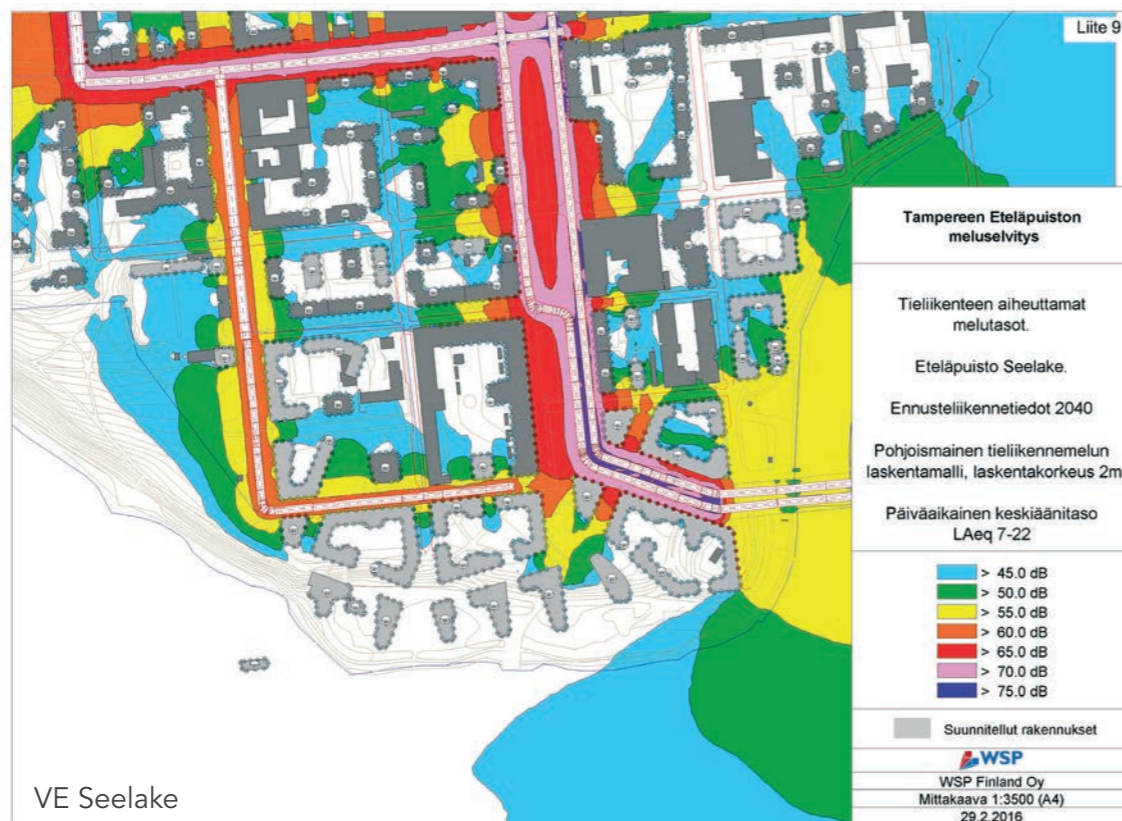 Liite 9
Tampereen Eteläpuiston
meluselvitys
Tieliikenteen aiheuttamat
melutasot.
Eteläpuisto Seelake.
Ennusteliikennetiedot 2040
Pohjoismainen tieliikennemelun
laskentamalli, laskentakorkeus 2m
Päiväaikainen keskiäänitaso
LAeq 7-22
> 45.0 dB
> 50.0 dB
> 55.0 dB
> 60.0 dB
> 65.0 dB
> 70.0 dB
> 75.0 dB
Suunnitellut rakennukset
WSP
WSP Finland Oy
Mittakaava 1:3500 (A4)
29.2.2016
VE Seelake